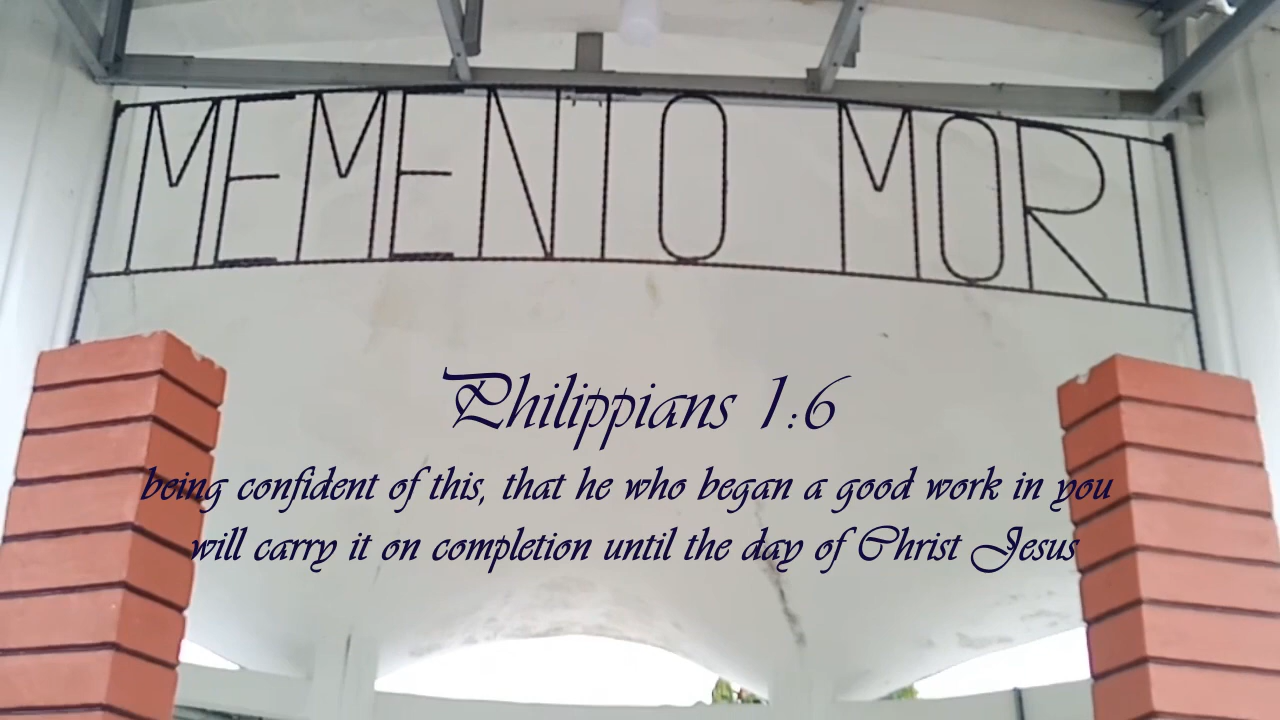 MEMENTO MORI
Philippians 1:6
being confident of this, that he who began a good work in you
will carry it on completion until the day of Christ Jesus